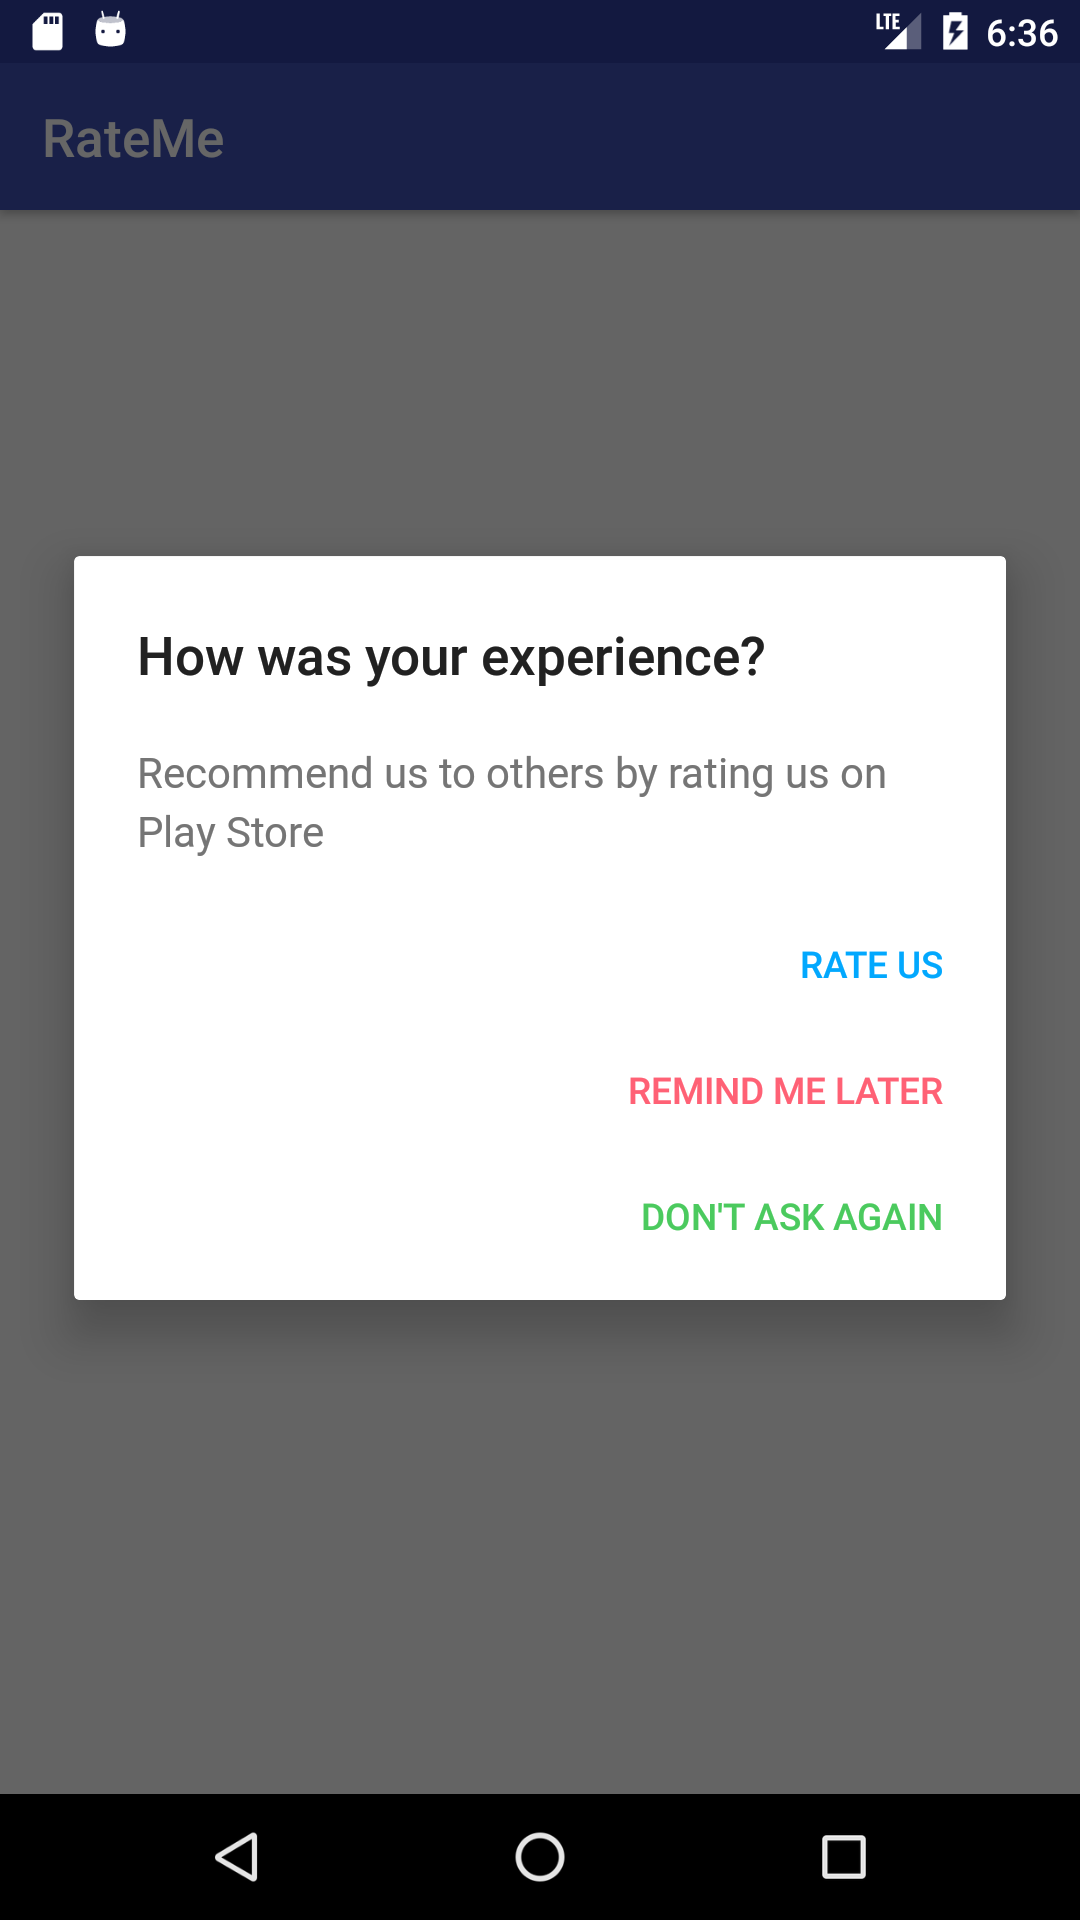 LTE 6:36
RateMe
How was your experience?
Recommend us to others by rating us on
Play Store
RATE US
REMIND ME LATER
DON'T ASK AGAIN